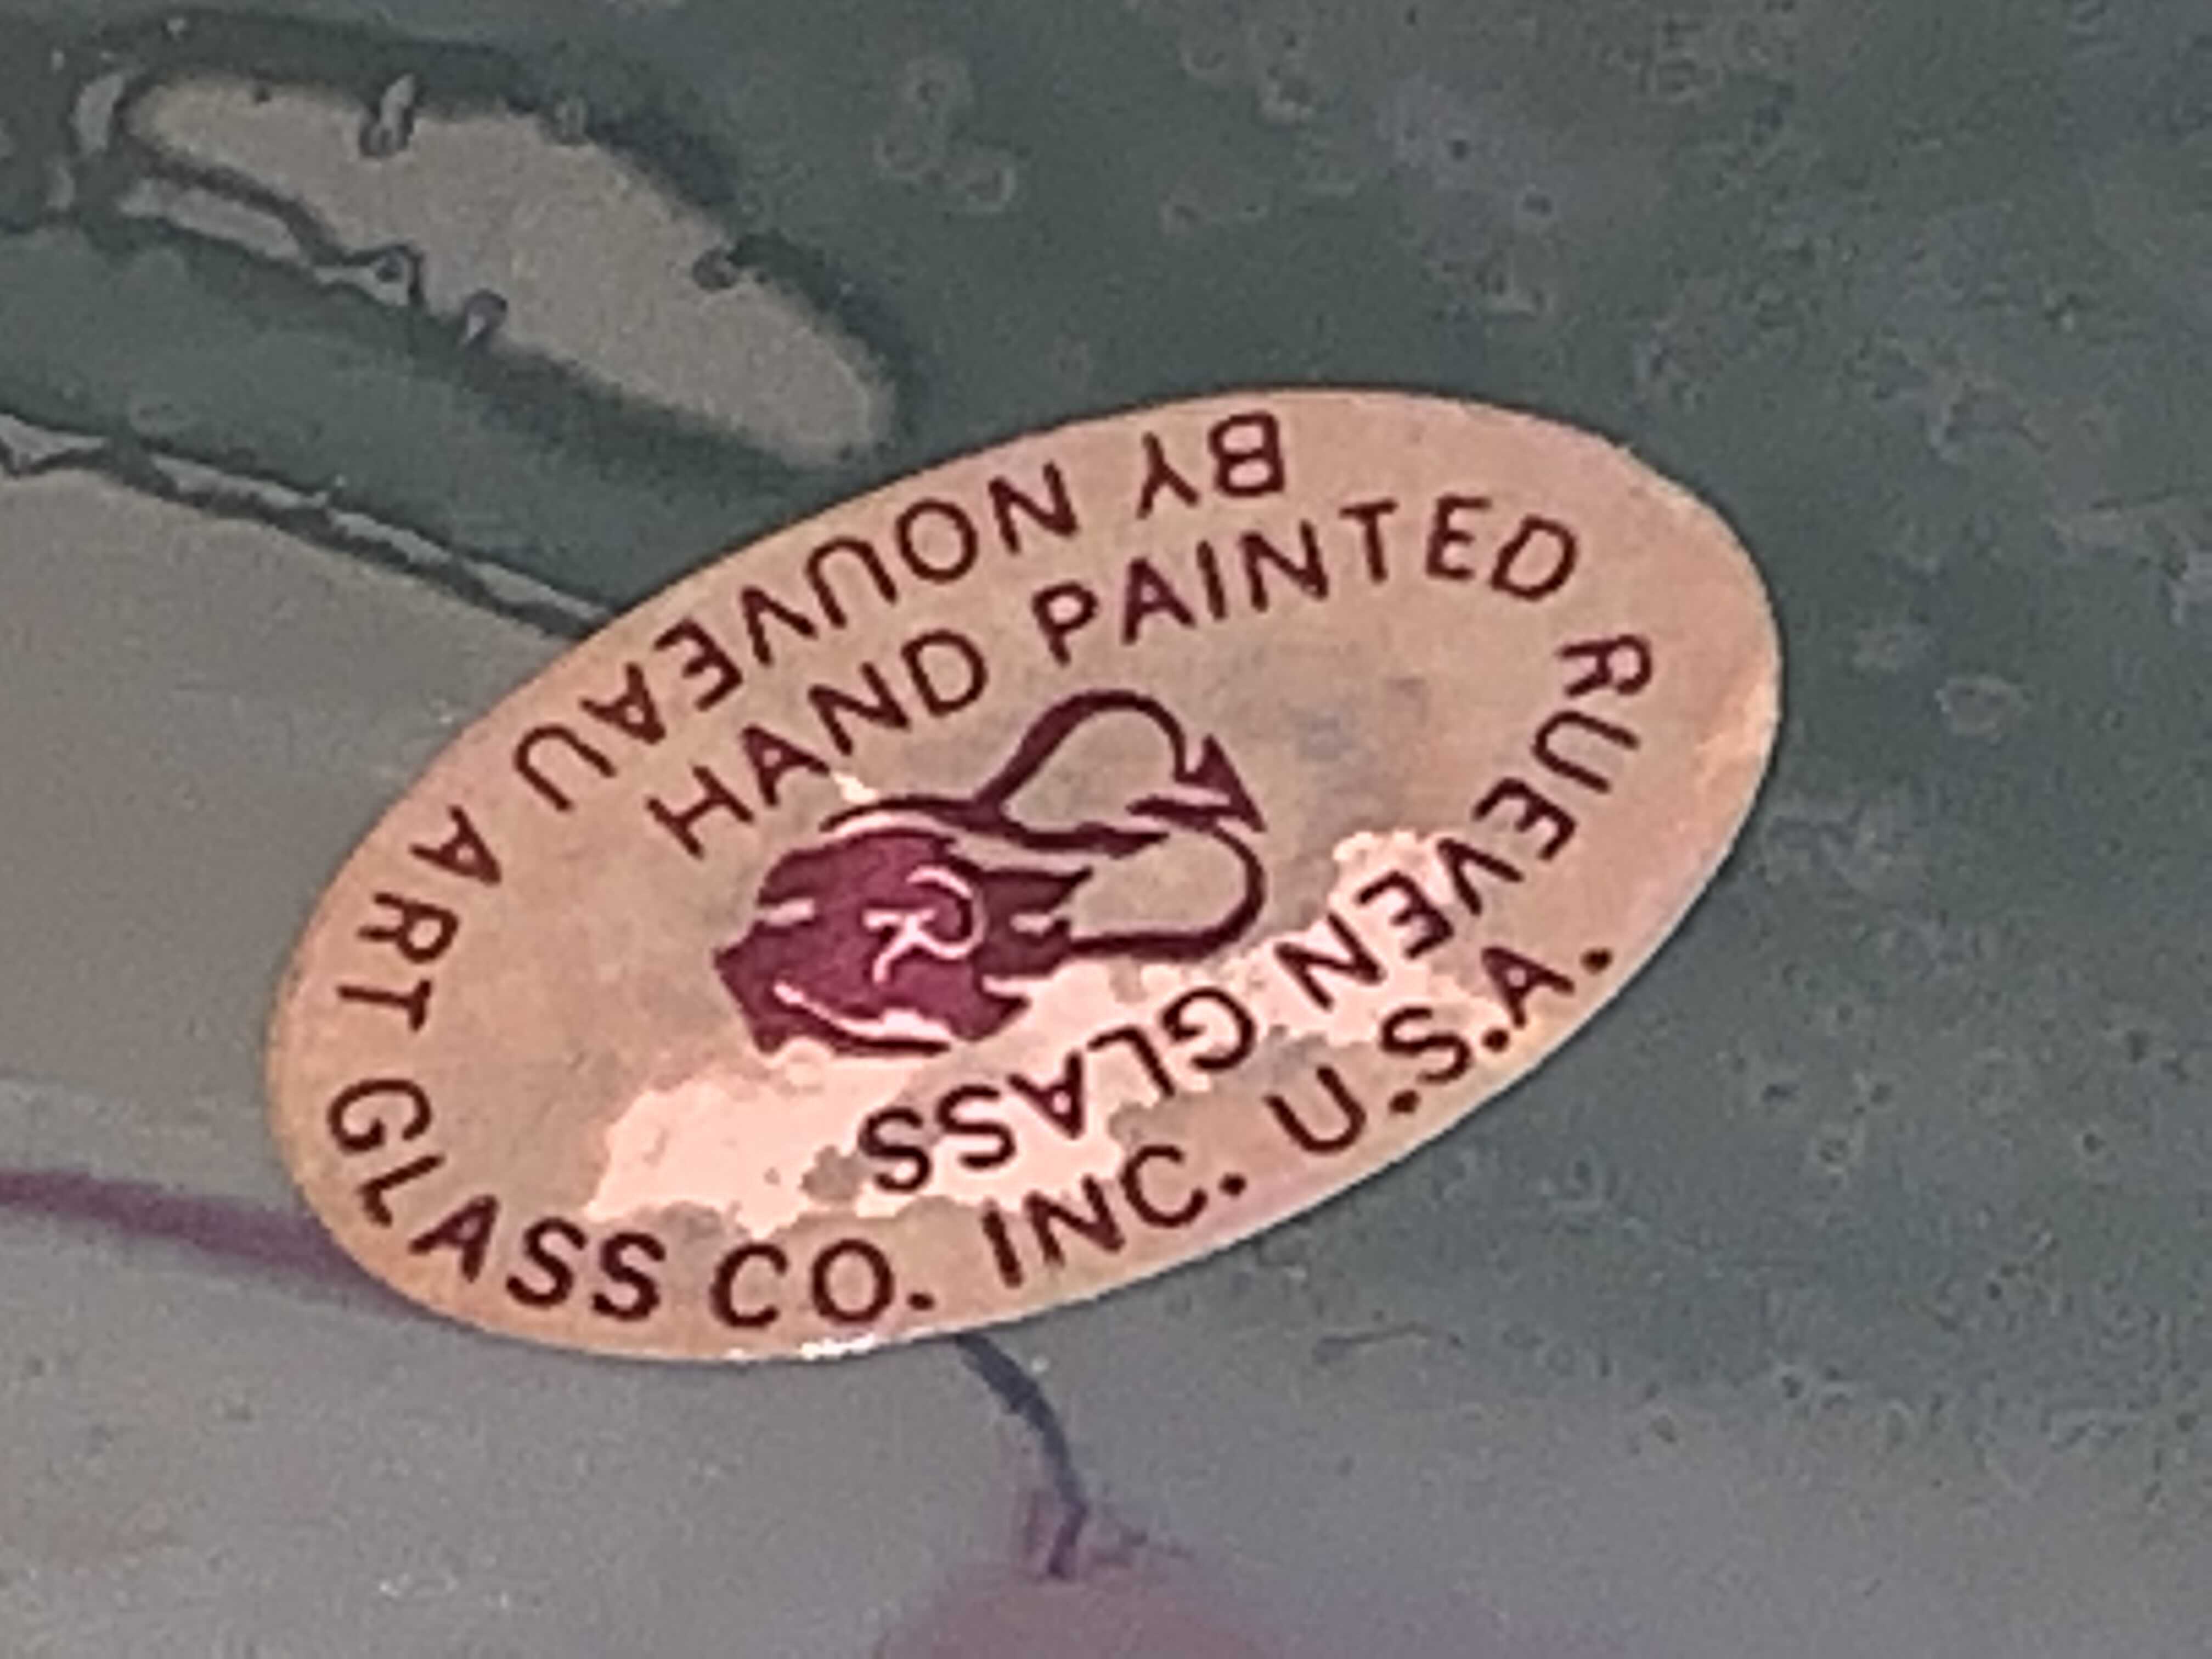 HAND PAINTED RUEVEN GLASS
BY NOUVEAU ART GLASS CO. INC. U.S.A.
R